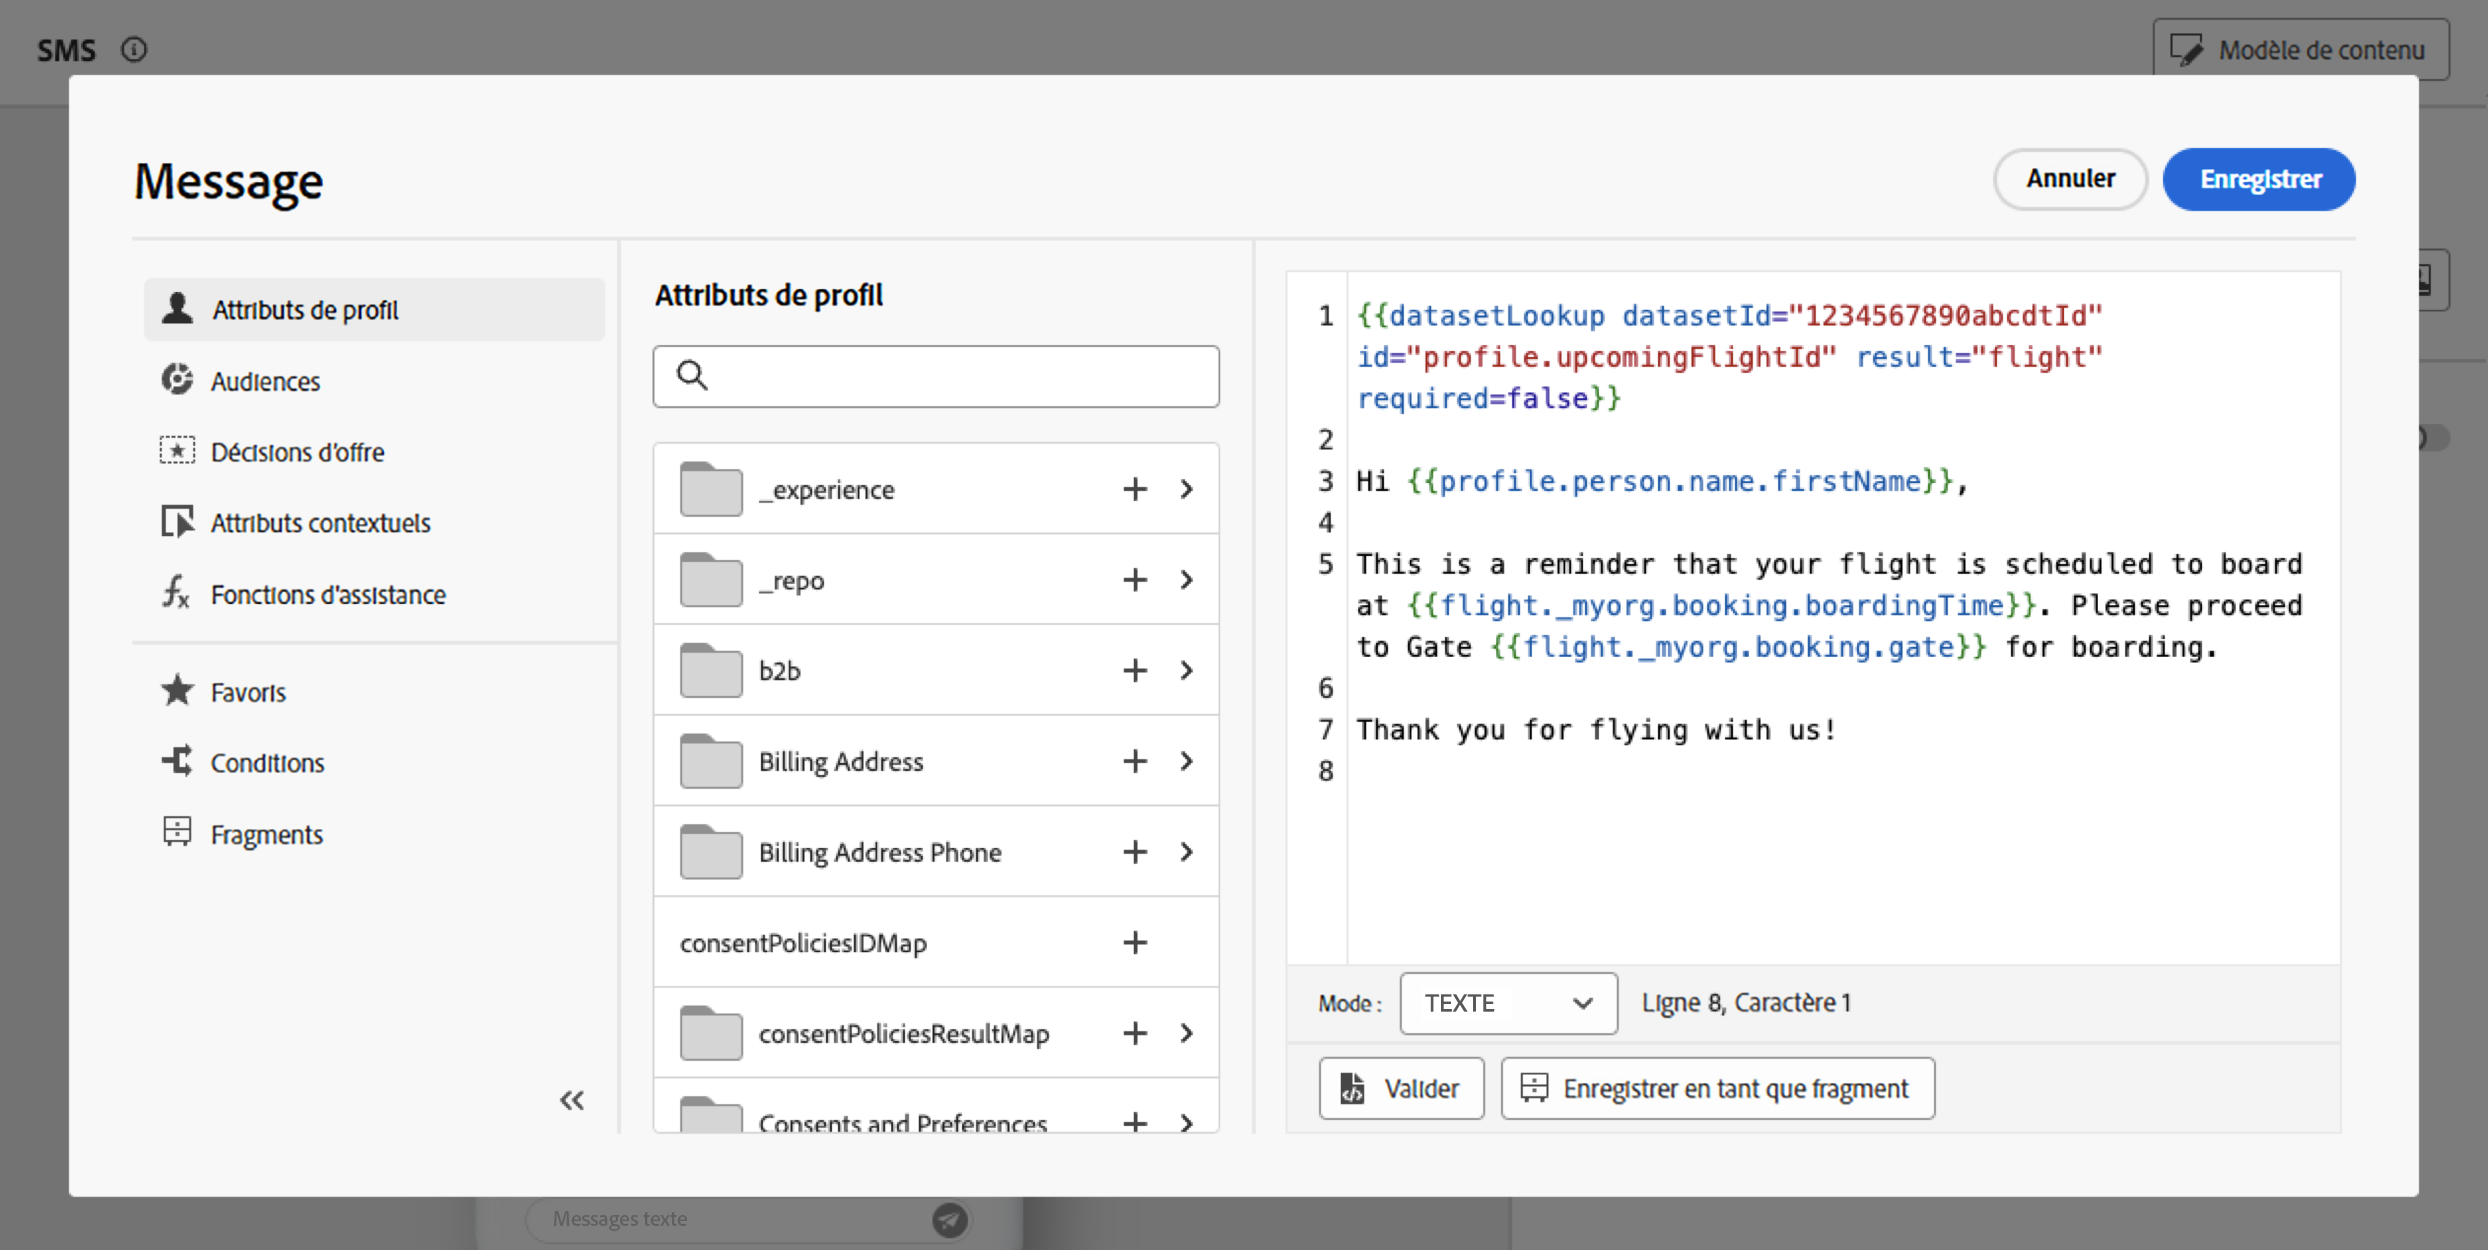 SMS
Modèle de contenu
Message
Annuler
Enregistrer
Attributs de profil
Audiences
Décisions d'offre
Attributs contextuels
Fonctions d'assistance
Favoris
Conditions
Fragments
Attributs de profil
_experience
_repo
b2b
Billing Address
Billing Address Phone
consentPoliciesIDMap
consentPoliciesResultMap
Consents and Preferences
1 {{datasetLookup datasetId="1234567890abcdtId"
id="profile.upcomingFlightId" result="flight"
required=false}}
2
3 Hi {{profile.person.name.firstName}},
4
5 This is a reminder that your flight is scheduled to board
at {{flight._myorg.booking.boardingTime}}. Please proceed
to Gate {{flight._myorg.booking.gate}} for boarding.
6
7 Thank you for flying with us!
8
Mode : TEXTE Ligne 8, Caractère 1
Valider Enregistrer en tant que fragment
Messages texte